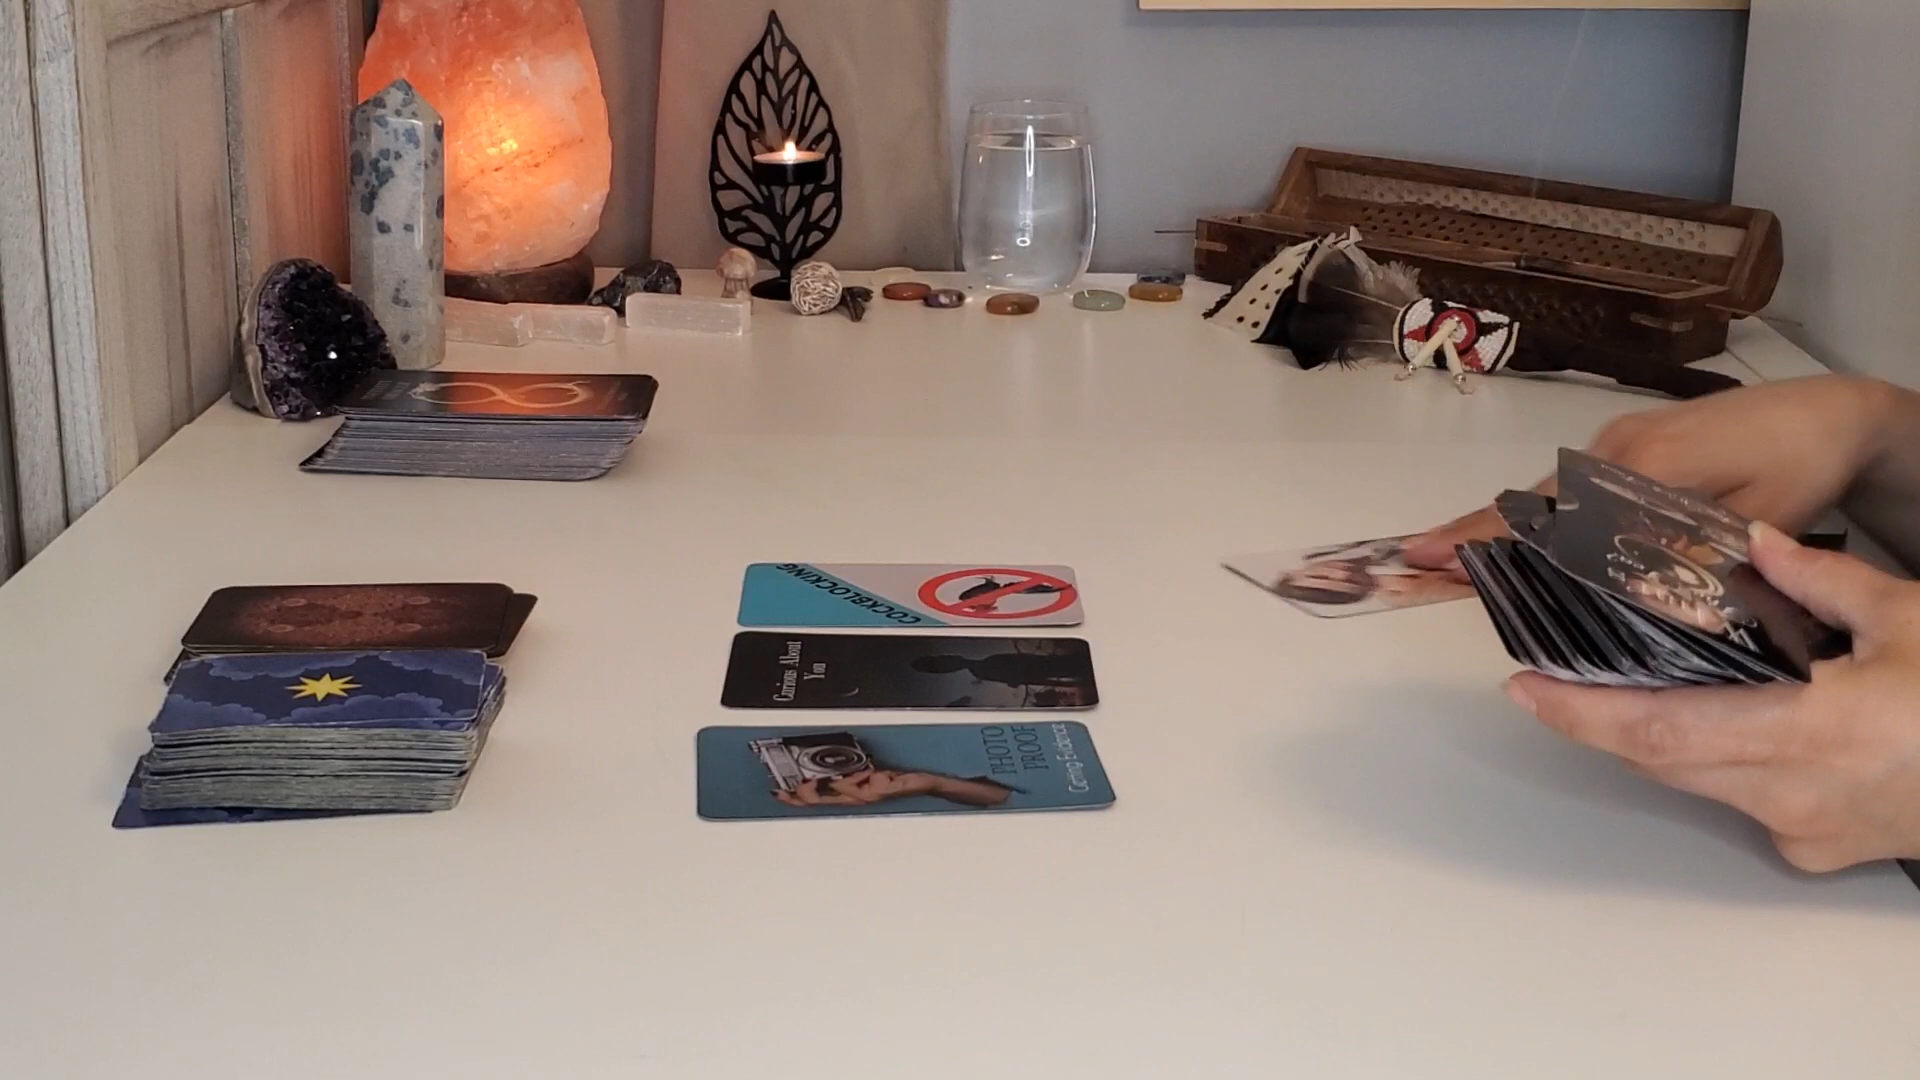 COCKBLOCKING
Curious About
You
PHOTO
PROOF
Getting Evidence